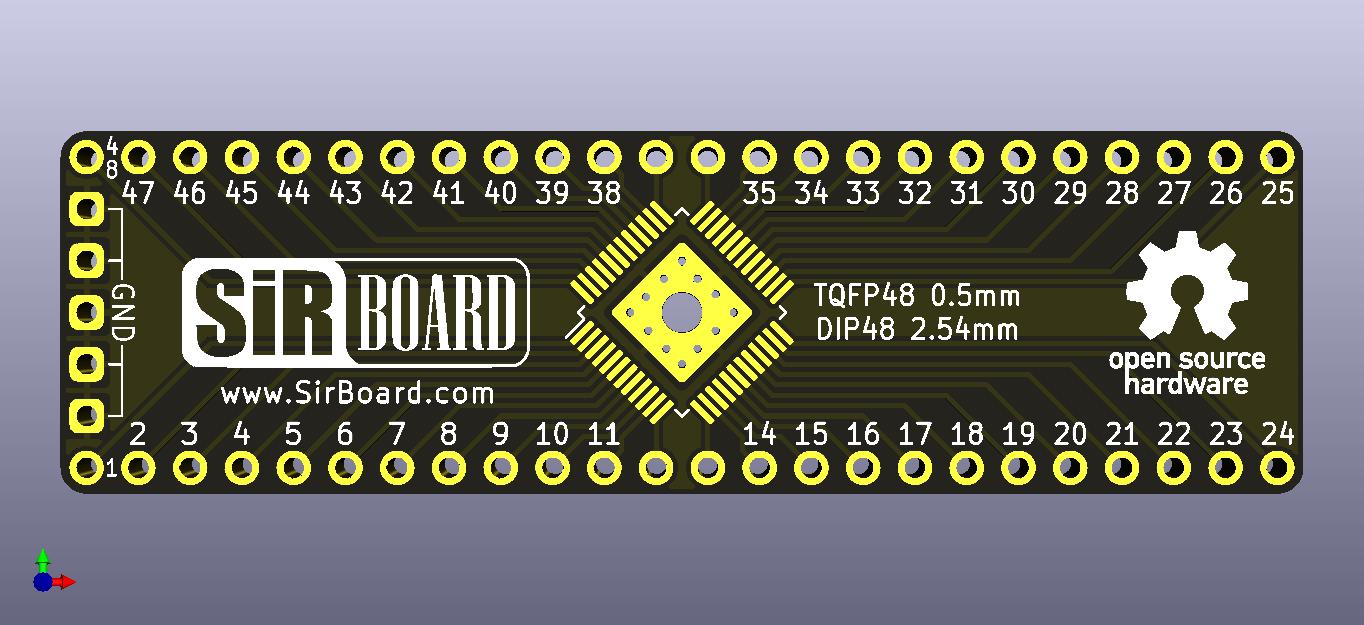 48
47 46 45 44 43 42 41 40 39 38 35 34 33 32 31 30 29 28 27 26 25
GND
SiR BOARD
www.SirBoard.com
TQFP48 0.5mm
DIP48 2.54mm
open source
hardware
2 3 4 5 6 7 8 9 10 11 14 15 16 17 18 19 20 21 22 23 24
1